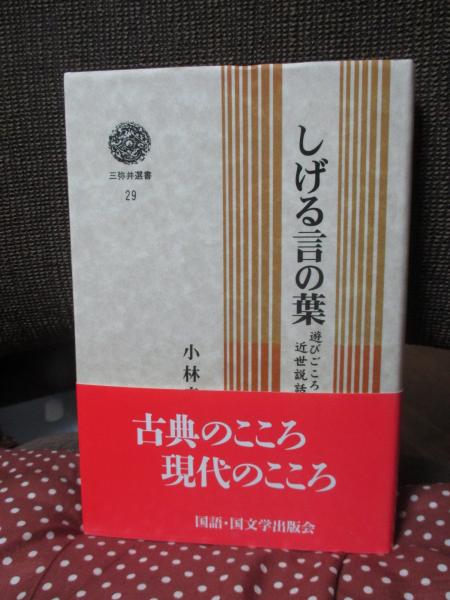 三弥井選書
29
しげる言の葉
遊びごころ
近世説話
小林
古典のこころ
現代のこころ
国語・国文学出版会